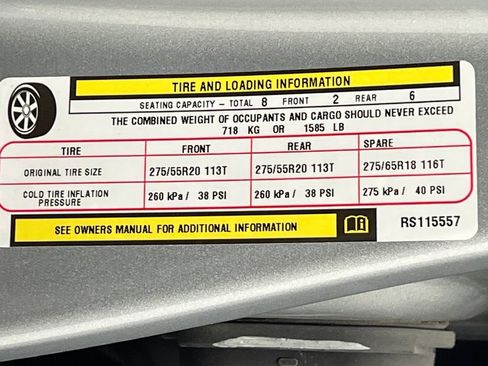 TIRE AND LOADING INFORMATION
SEATING CAPACITY – TOTAL 8 FRONT 2 REAR 6
THE COMBINED WEIGHT OF OCCUPANTS AND CARGO SHOULD NEVER EXCEED
718 KG OR 1585 LB
TIRE FRONT REAR SPARE
ORIGINAL TIRE SIZE 275/55R20 113T 275/55R20 113T 275/65R18 116T
COLD TIRE INFLATION PRESSURE 260 kPa / 38 PSI 260 kPa / 38 PSI 275 kPa / 40 PSI
SEE OWNERS MANUAL FOR ADDITIONAL INFORMATION RS115557